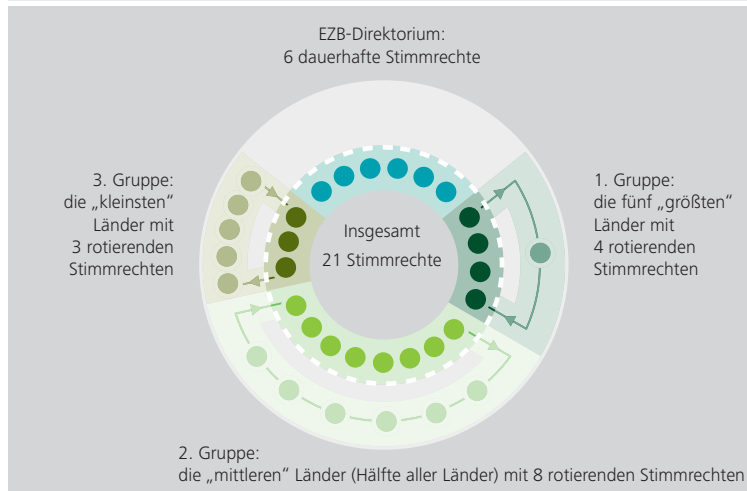 EZB-Direktorium:
6 dauerhafte Stimmrechte
3. Gruppe:
die „kleinsten“
Länder mit
3 rotierenden
Stimmrechten
Insgesamt
21 Stimmrechte
1. Gruppe:
die fünf „größten“
Länder mit
4 rotierenden
Stimmrechten
2. Gruppe:
die „mittleren“ Länder (Hälfte aller Länder) mit 8 rotierenden Stimmrechten